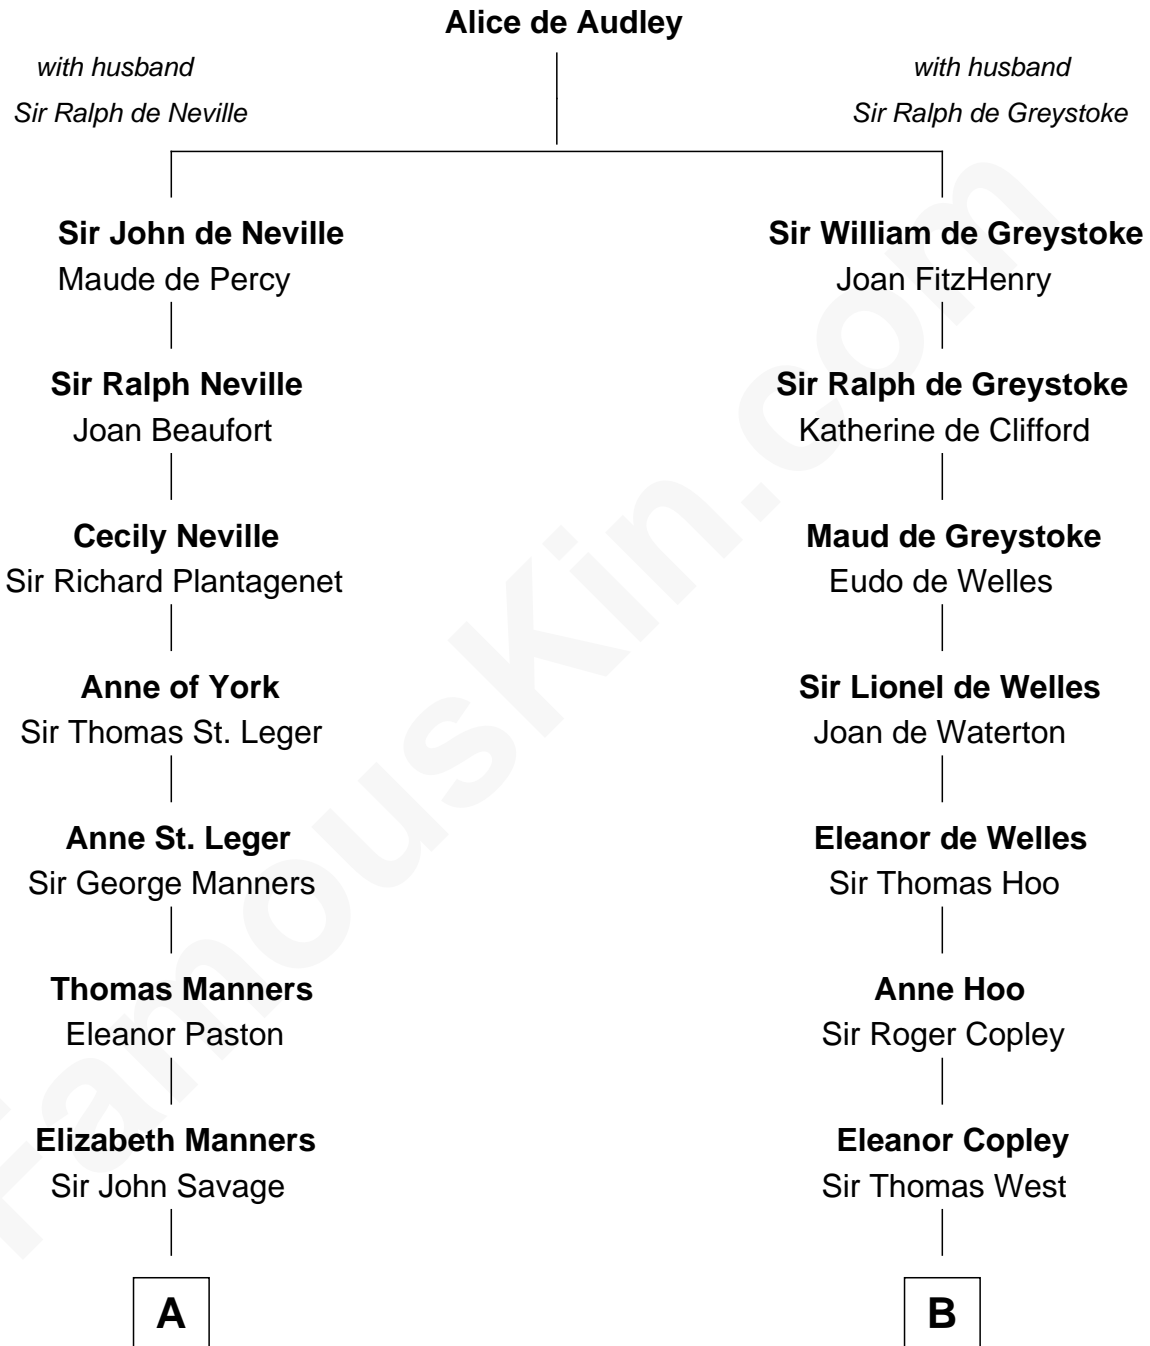 Alice de Audley
with husband
Sir Ralph de Neville
with husband
Sir Ralph de Greystoke
Sir John de Neville
Maude de Percy
Sir William de Greystoke
Joan FitzHenry
Sir Ralph Neville
Joan Beaufort
Sir Ralph de Greystoke
Katherine de Clifford
Cecily Neville
Sir Richard Plantagenet
Maud de Greystoke
Eudo de Welles
Anne of York
Sir Thomas St. Leger
Sir Lionel de Welles
Joan de Waterton
Anne St. Leger
Sir George Manners
Eleanor de Welles
Sir Thomas Hoo
Thomas Manners
Eleanor Paston
Anne Hoo
Sir Roger Copley
Elizabeth Manners
Sir John Savage
Eleanor Copley
Sir Thomas West
A
B
FamousKin.com